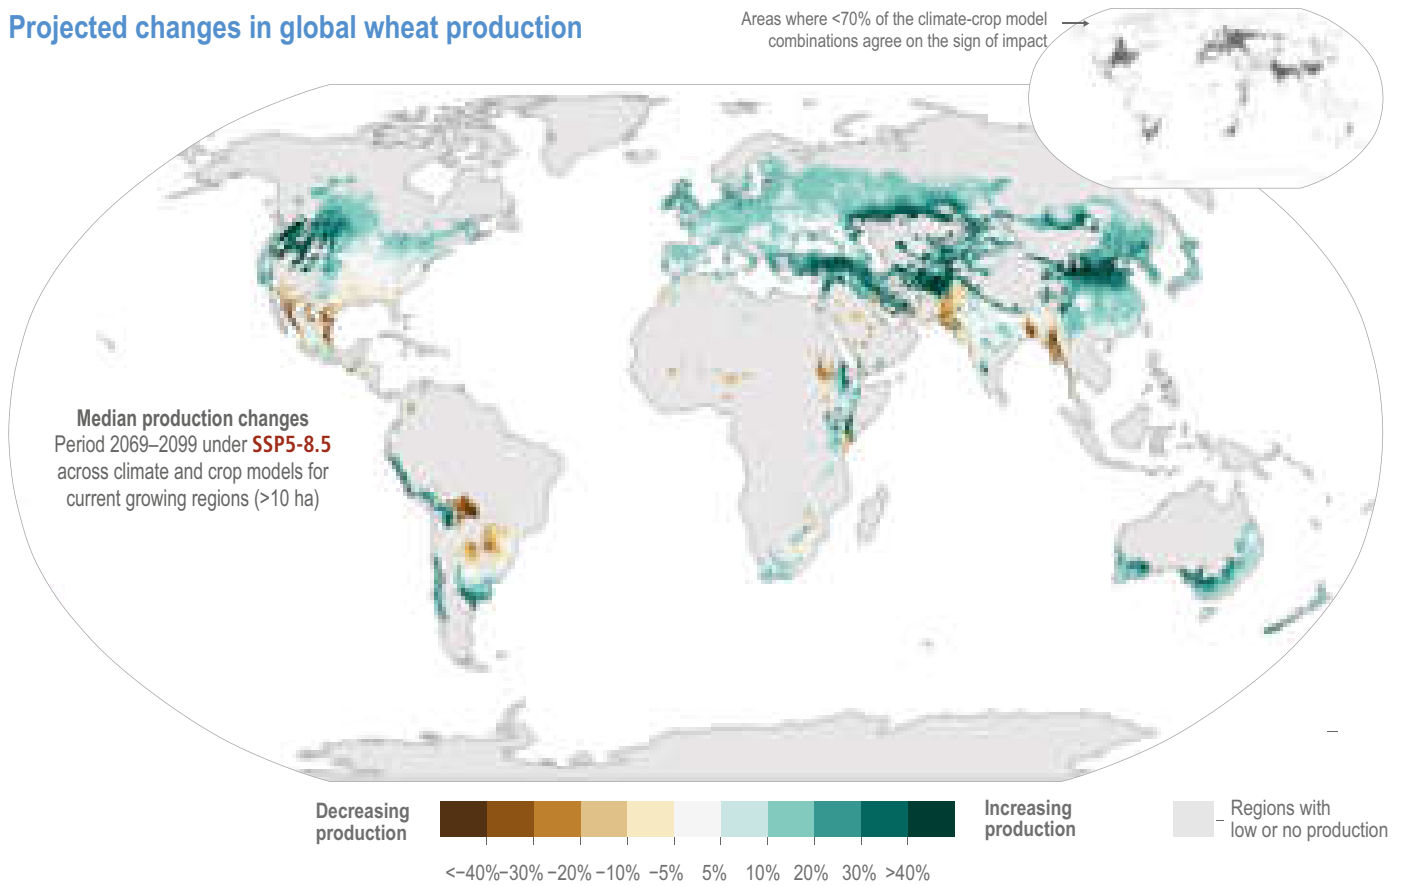 Projected changes in global wheat production
Areas where <70% of the climate-crop model
combinations agree on the sign of impact
Median production changes
Period 2069–2099 under SSP5-8.5
across climate and crop models for
current growing regions (>10 ha)
Decreasing
production
<−40% −30% −20% −10% −5% 5% 10% 20% 30% >40%
Increasing
production
Regions with
low or no production